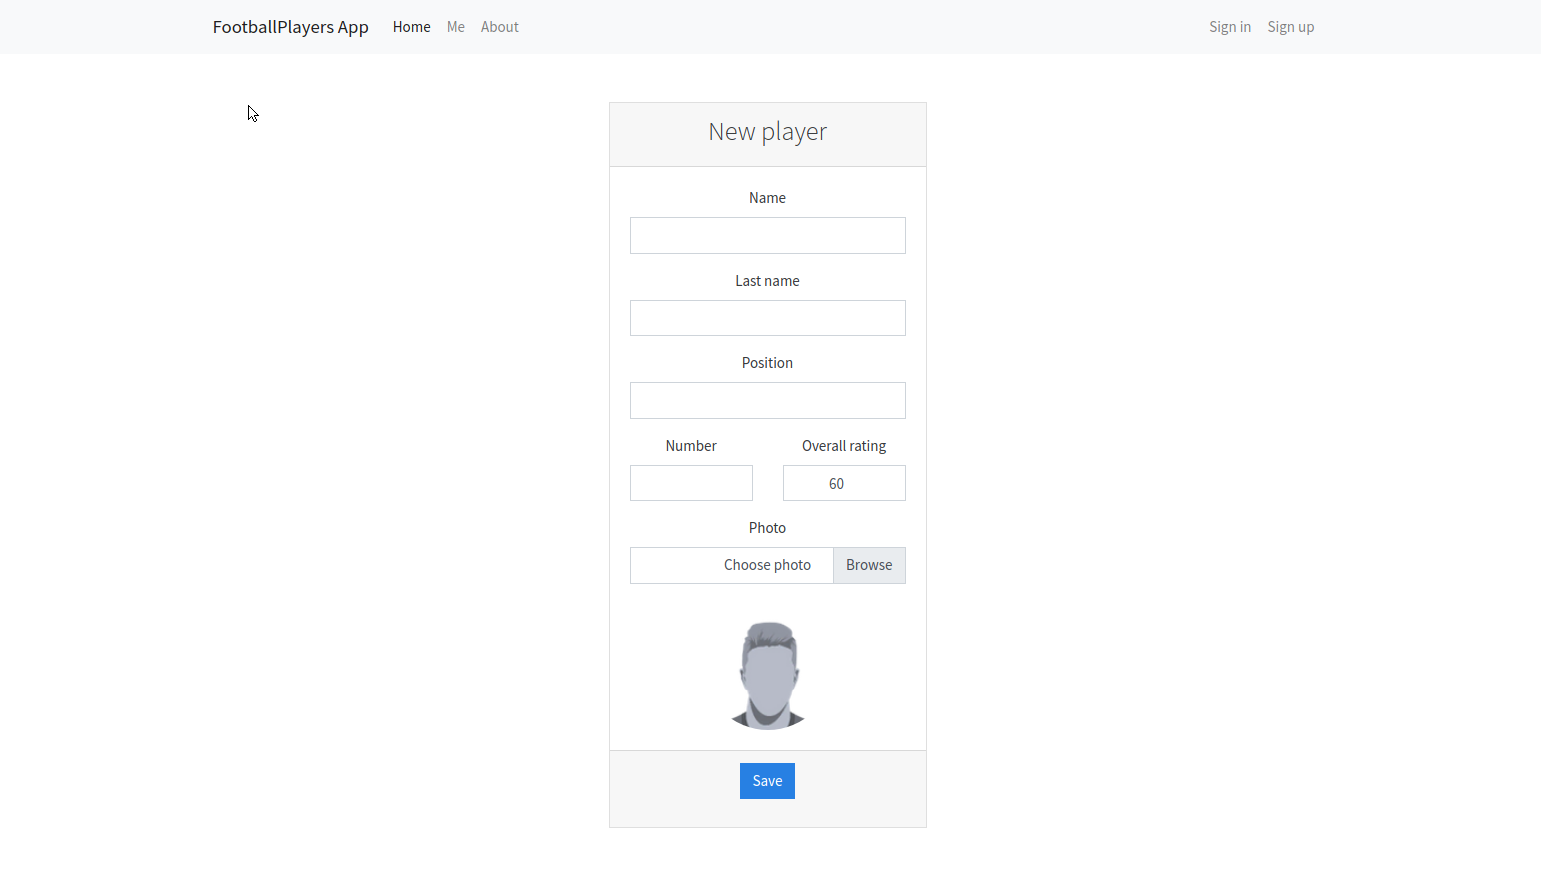 FootballPlayers App Home Me About Sign in Sign up
New player
Name
Last name
Position
Number Overall rating
60
Photo
Choose photo Browse
Save